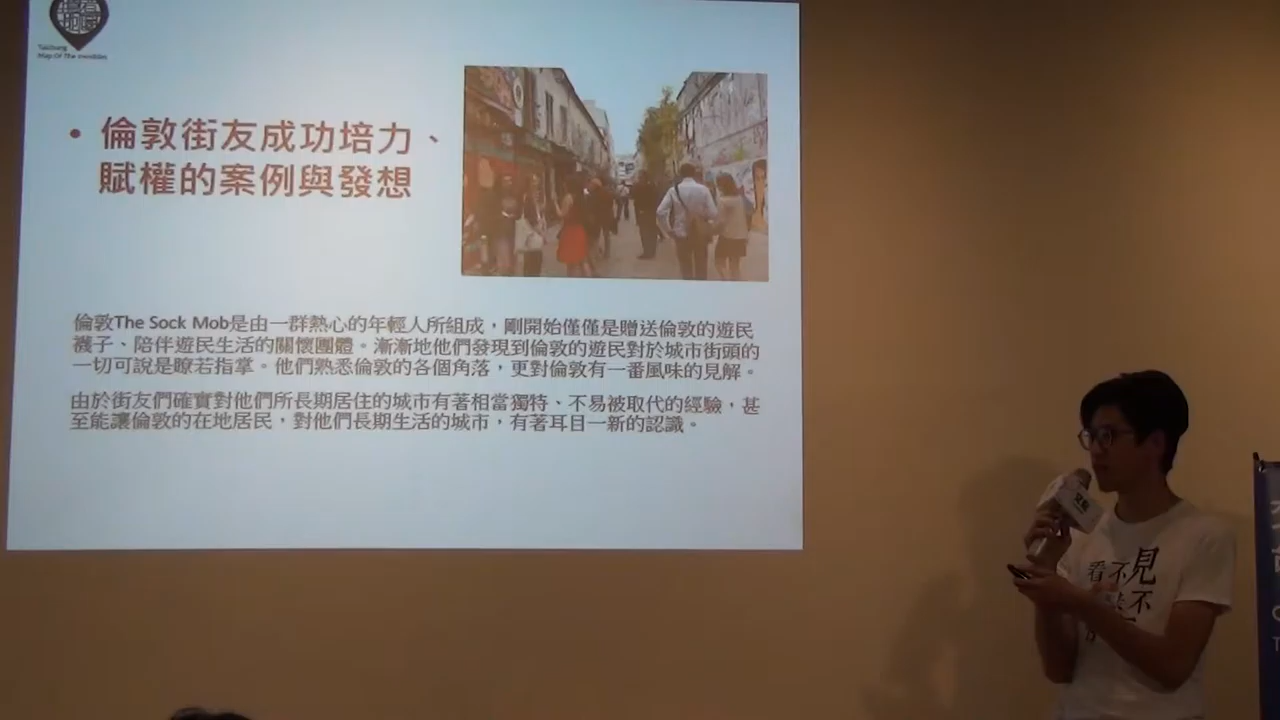 Taichung
Map Of The Invisibles
• 倫敦街友成功培力、
賦權的案例與發想
倫敦The Sock Mob是由一群熱心的年輕人所組成，剛開始僅僅是贈送倫敦的遊民
襪子、陪伴遊民生活的關懷團體。漸漸地他們發現到倫敦的遊民對於城市街頭的
一切可說是瞭若指掌。他們熟悉倫敦的各個角落，更對倫敦有一番風味的見解。
由於街友們確實對他們所長期居住的城市有著相當獨特、不易被取代的經驗，甚
至能讓倫敦的在地居民，對他們長期生活的城市，有著耳目一新的認識。
見不
看不